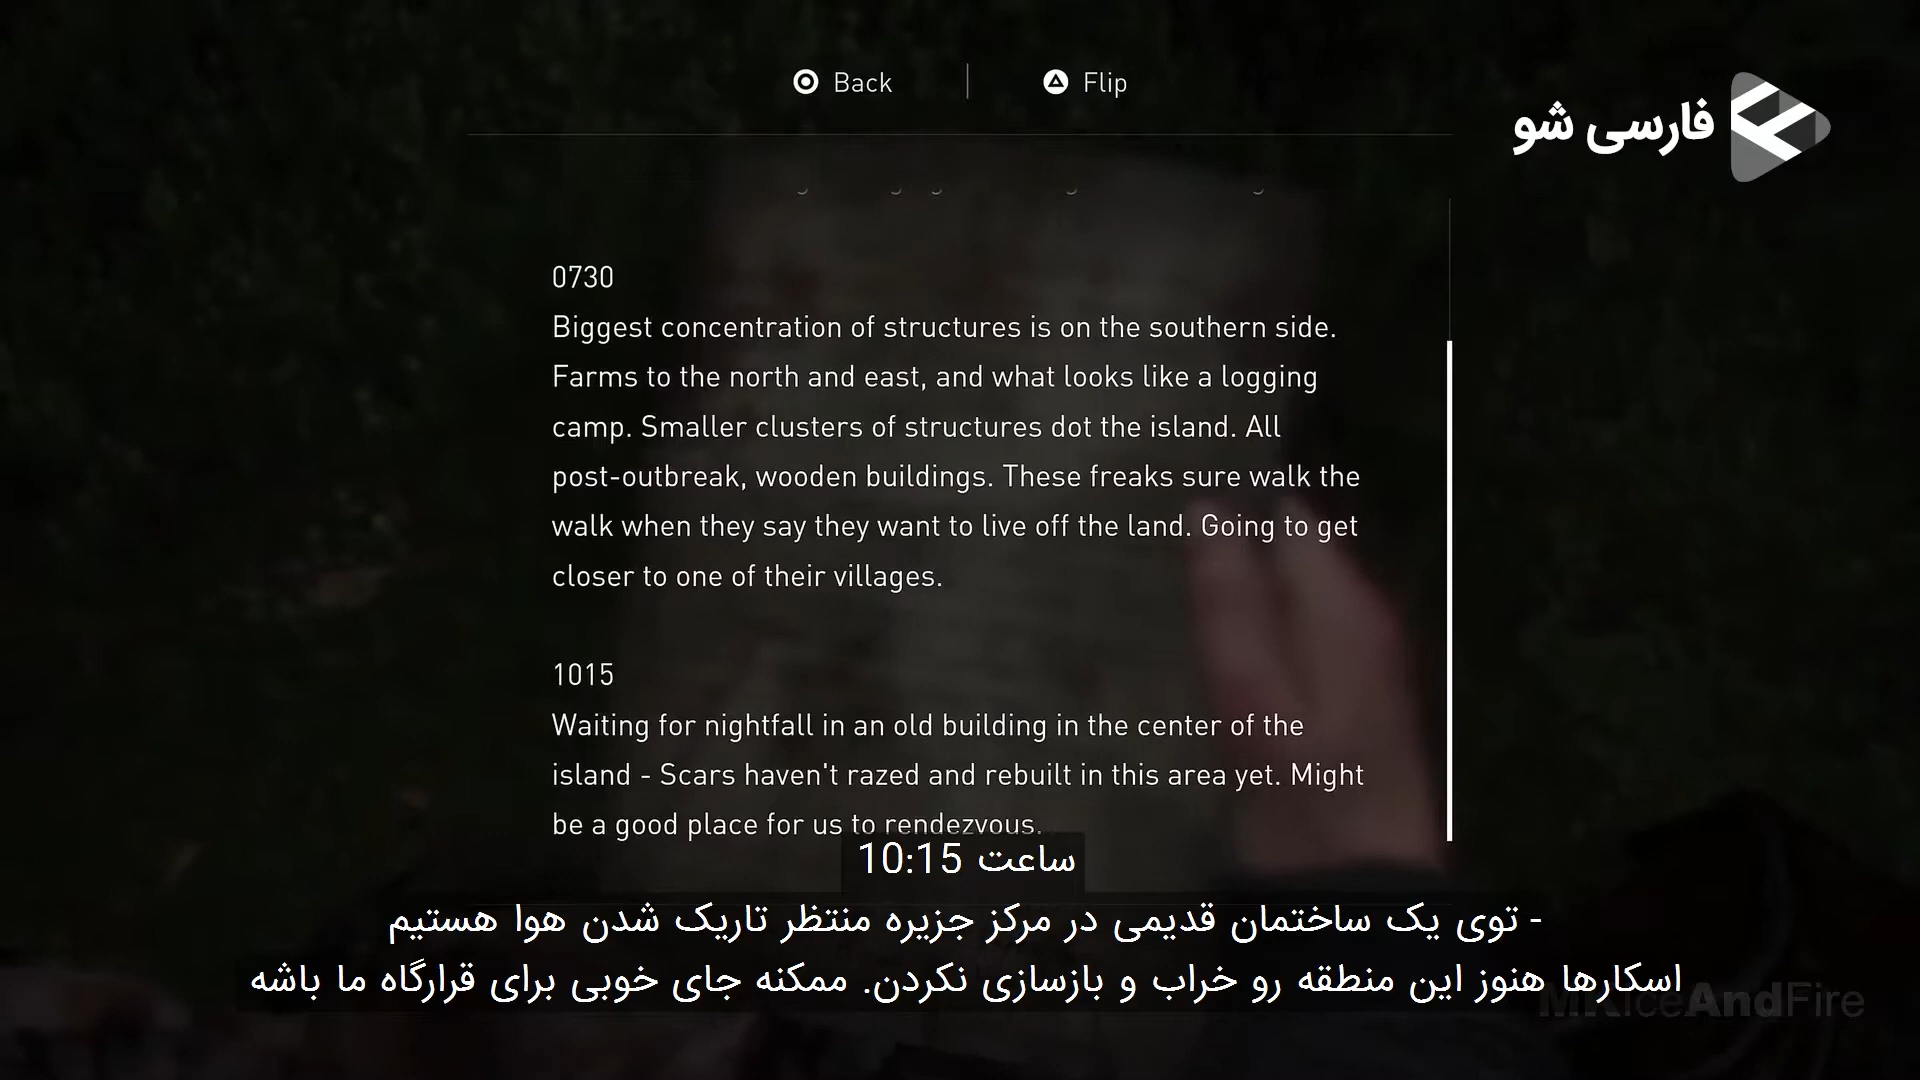 Back
Flip
فارسی شو
0730
Biggest concentration of structures is on the southern side.
Farms to the north and east, and what looks like a logging
camp. Smaller clusters of structures dot the island. All
post-outbreak, wooden buildings. These freaks sure walk the
walk when they say they want to live off the land. Going to get
closer to one of their villages.
1015
Waiting for nightfall in an old building in the center of the
island - Scars haven't razed and rebuilt in this area yet. Might
be a good place for us to rendezvous.
ساعت 10:15
- توی یک ساختمان قدیمی در مرکز جزیره منتظر تاریک شدن هوا هستیم
اسکارها هنوز این منطقه رو خراب و بازسازی نکردن. ممکنه جای خوبی برای قرارگاه ما باشه
MKIceAndFire